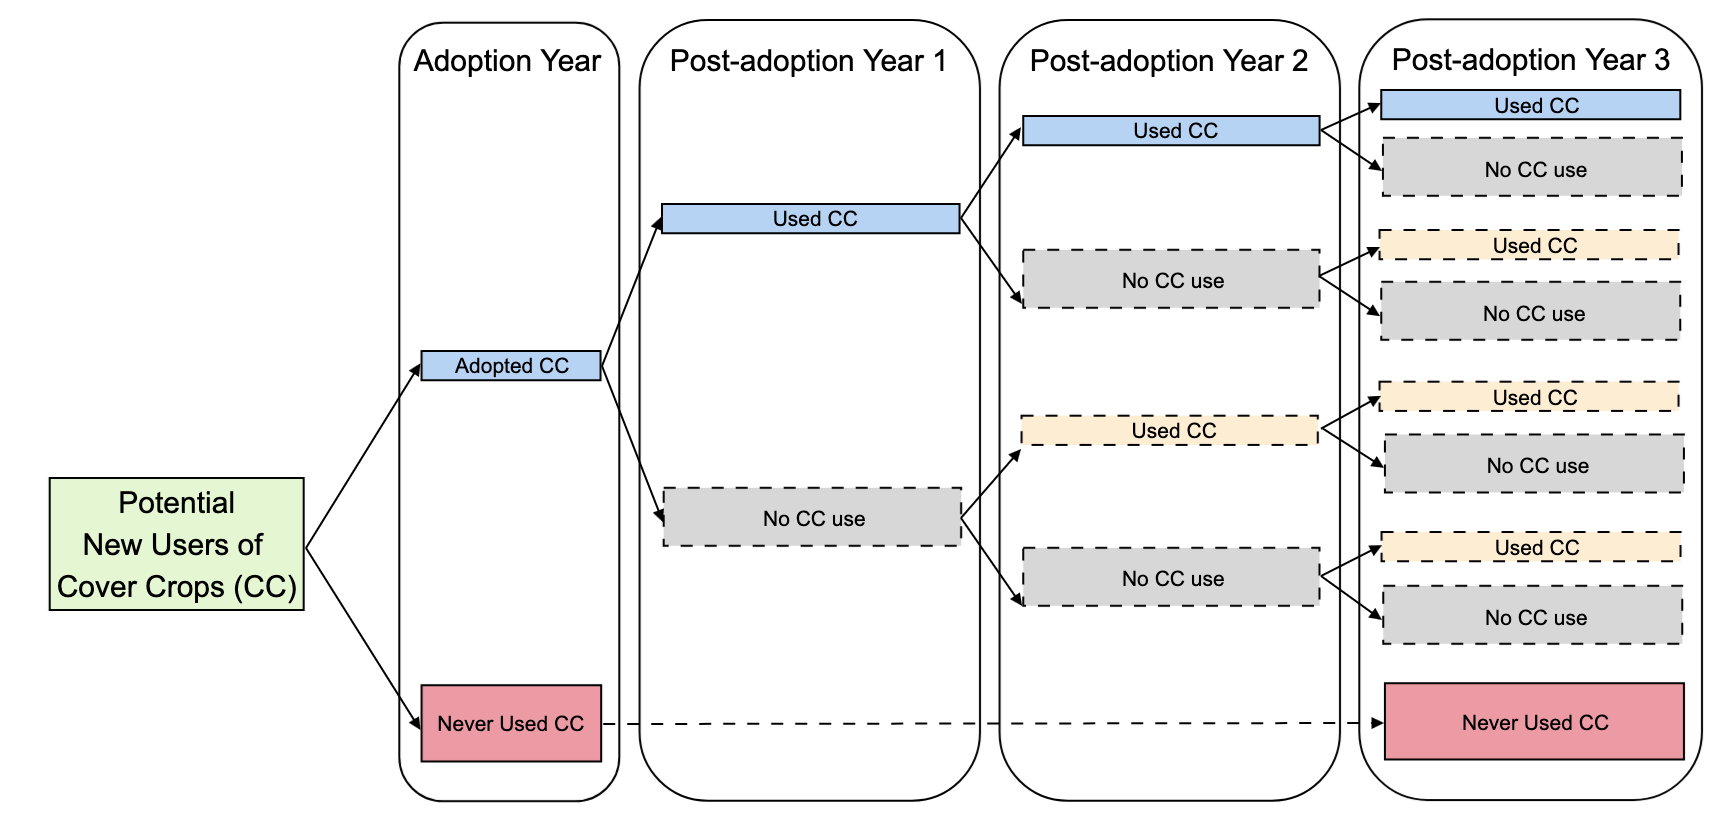 Adoption Year
Post-adoption Year 1
Post-adoption Year 2
Post-adoption Year 3
Potential
New Users of
Cover Crops (CC)
Adopted CC
Never Used CC
Used CC
No CC use
Used CC
No CC use
Used CC
No CC use
Used CC
No CC use
Used CC
No CC use
Used CC
No CC use
Used CC
No CC use
Never Used CC